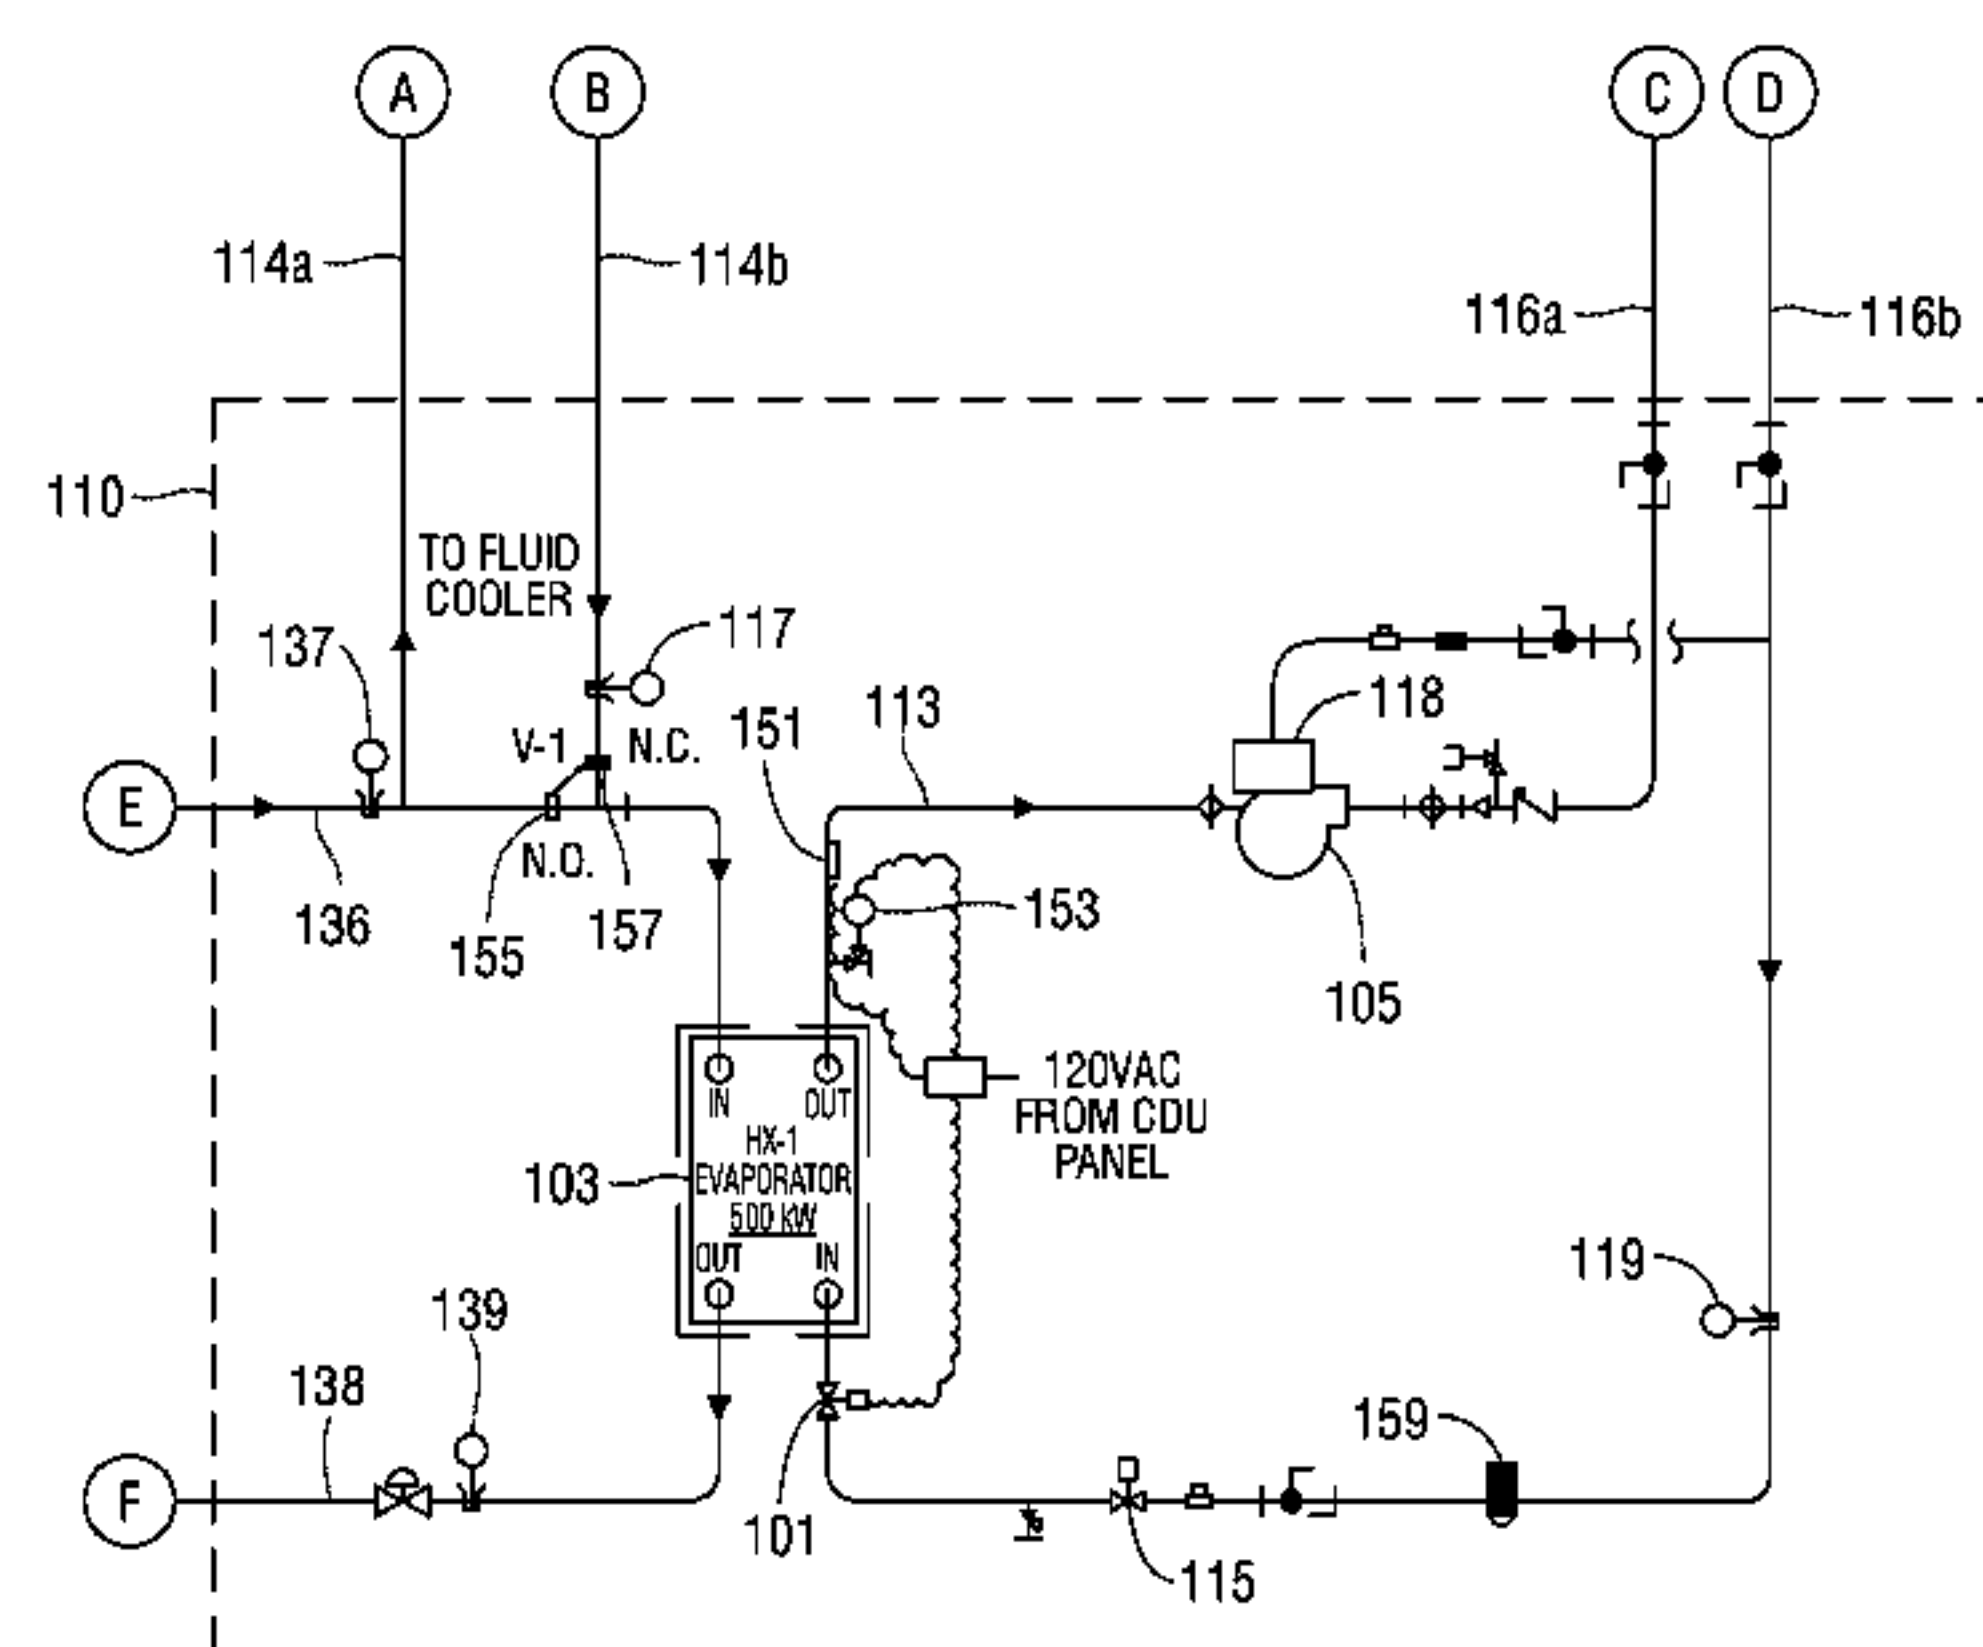 A
B
C
D
114a
114b
116a
116b
110
TO FLUID
COOLER
137
117
118
113
151
V-1
N.C.
E
N.O.
136
155
157
153
105
120VAC
FROM CDU
PANEL
IN
OUT
HX-1
EVAPORATOR
500 kW
OUT
IN
103
119
139
138
159
F
101
115